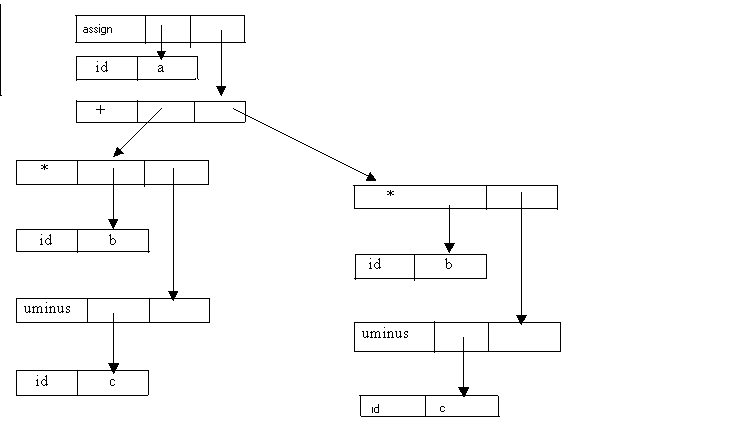 assign
id a
+
*
*
id b
id b
uminus
uminus
id c
id c